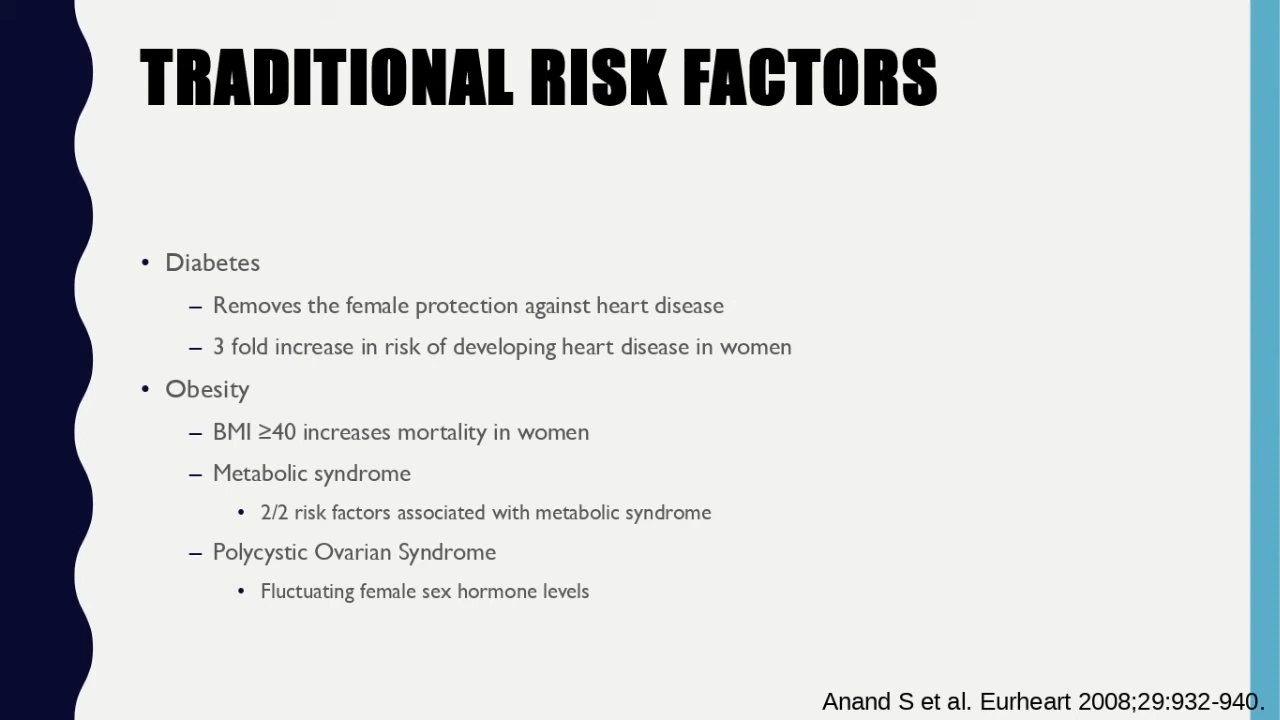 TRADITIONAL RISK FACTORS
• Diabetes
– Removes the female protection against heart disease
– 3 fold increase in risk of developing heart disease in women
• Obesity
– BMI ≥40 increases mortality in women
– Metabolic syndrome
• 2/2 risk factors associated with metabolic syndrome
– Polycystic Ovarian Syndrome
• Fluctuating female sex hormone levels
Anand S et al. Eurheart 2008;29:932-940.